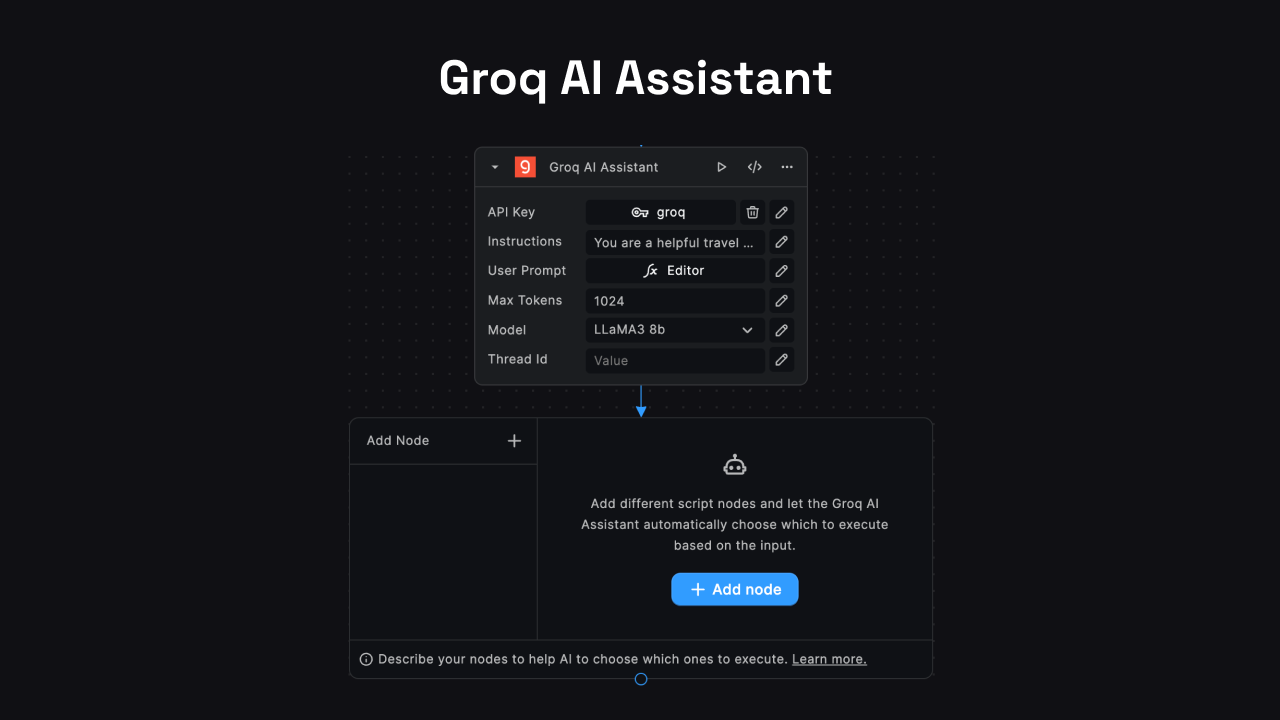 Groq AI Assistant
Groq AI Assistant
API Key groq
Instructions You are a helpful travel ...
User Prompt Editor
Max Tokens 1024
Model LLaMA3 8b
Thread Id Value
Add Node
Add different script nodes and let the Groq AI
Assistant automatically choose which to execute
based on the input.
Add node
Describe your nodes to help AI to choose which ones to execute. Learn more.